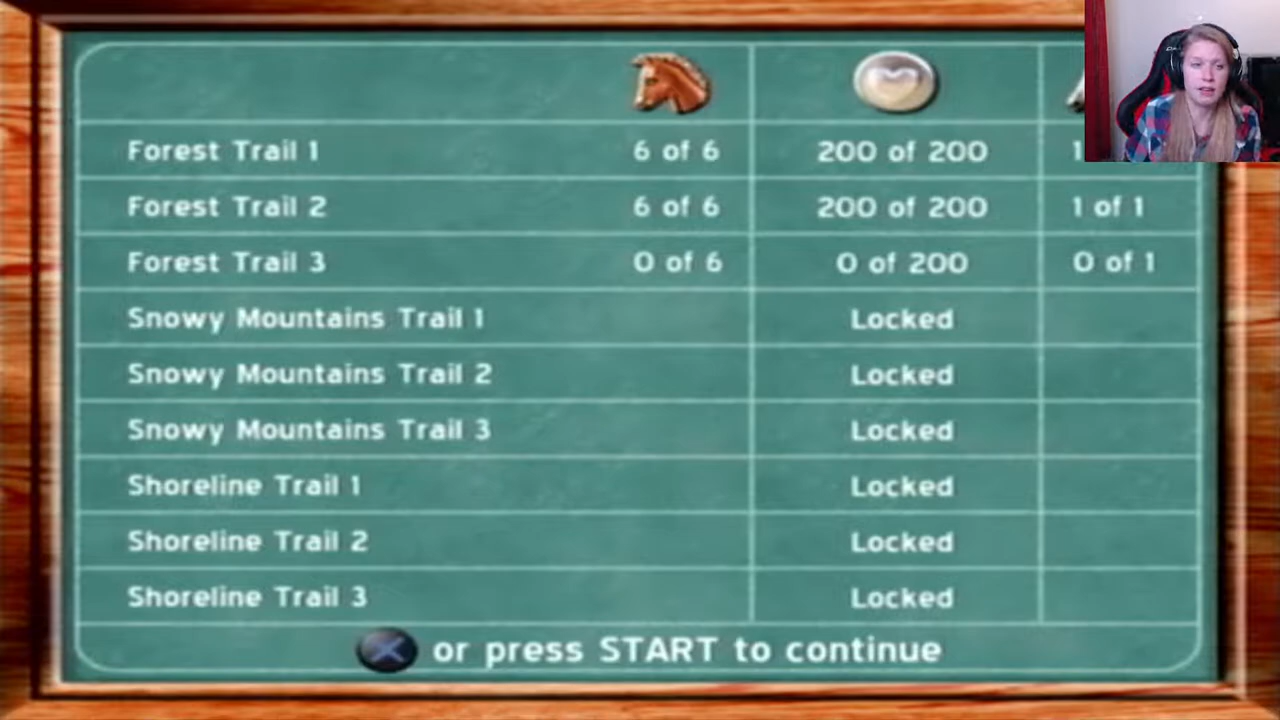 Forest Trail 1 6 of 6 200 of 200 1
Forest Trail 2 6 of 6 200 of 200 1 of 1
Forest Trail 3 0 of 6 0 of 200 0 of 1
Snowy Mountains Trail 1 Locked
Snowy Mountains Trail 2 Locked
Snowy Mountains Trail 3 Locked
Shoreline Trail 1 Locked
Shoreline Trail 2 Locked
Shoreline Trail 3 Locked
or press START to continue